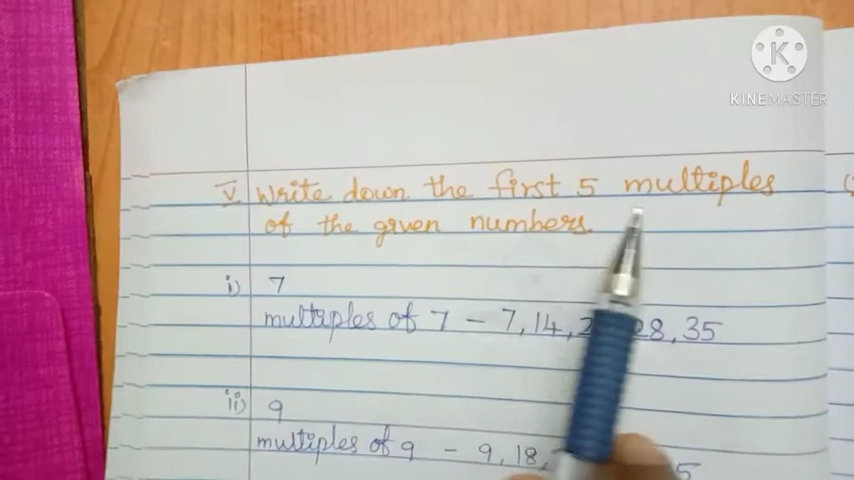 KINEMASTER
V Write down the first 5 multiples
of the given numbers.
i) 7
multiples of 7 - 7, 14, 28, 35
ii) 9
multiples of 9 - 9, 18, 5